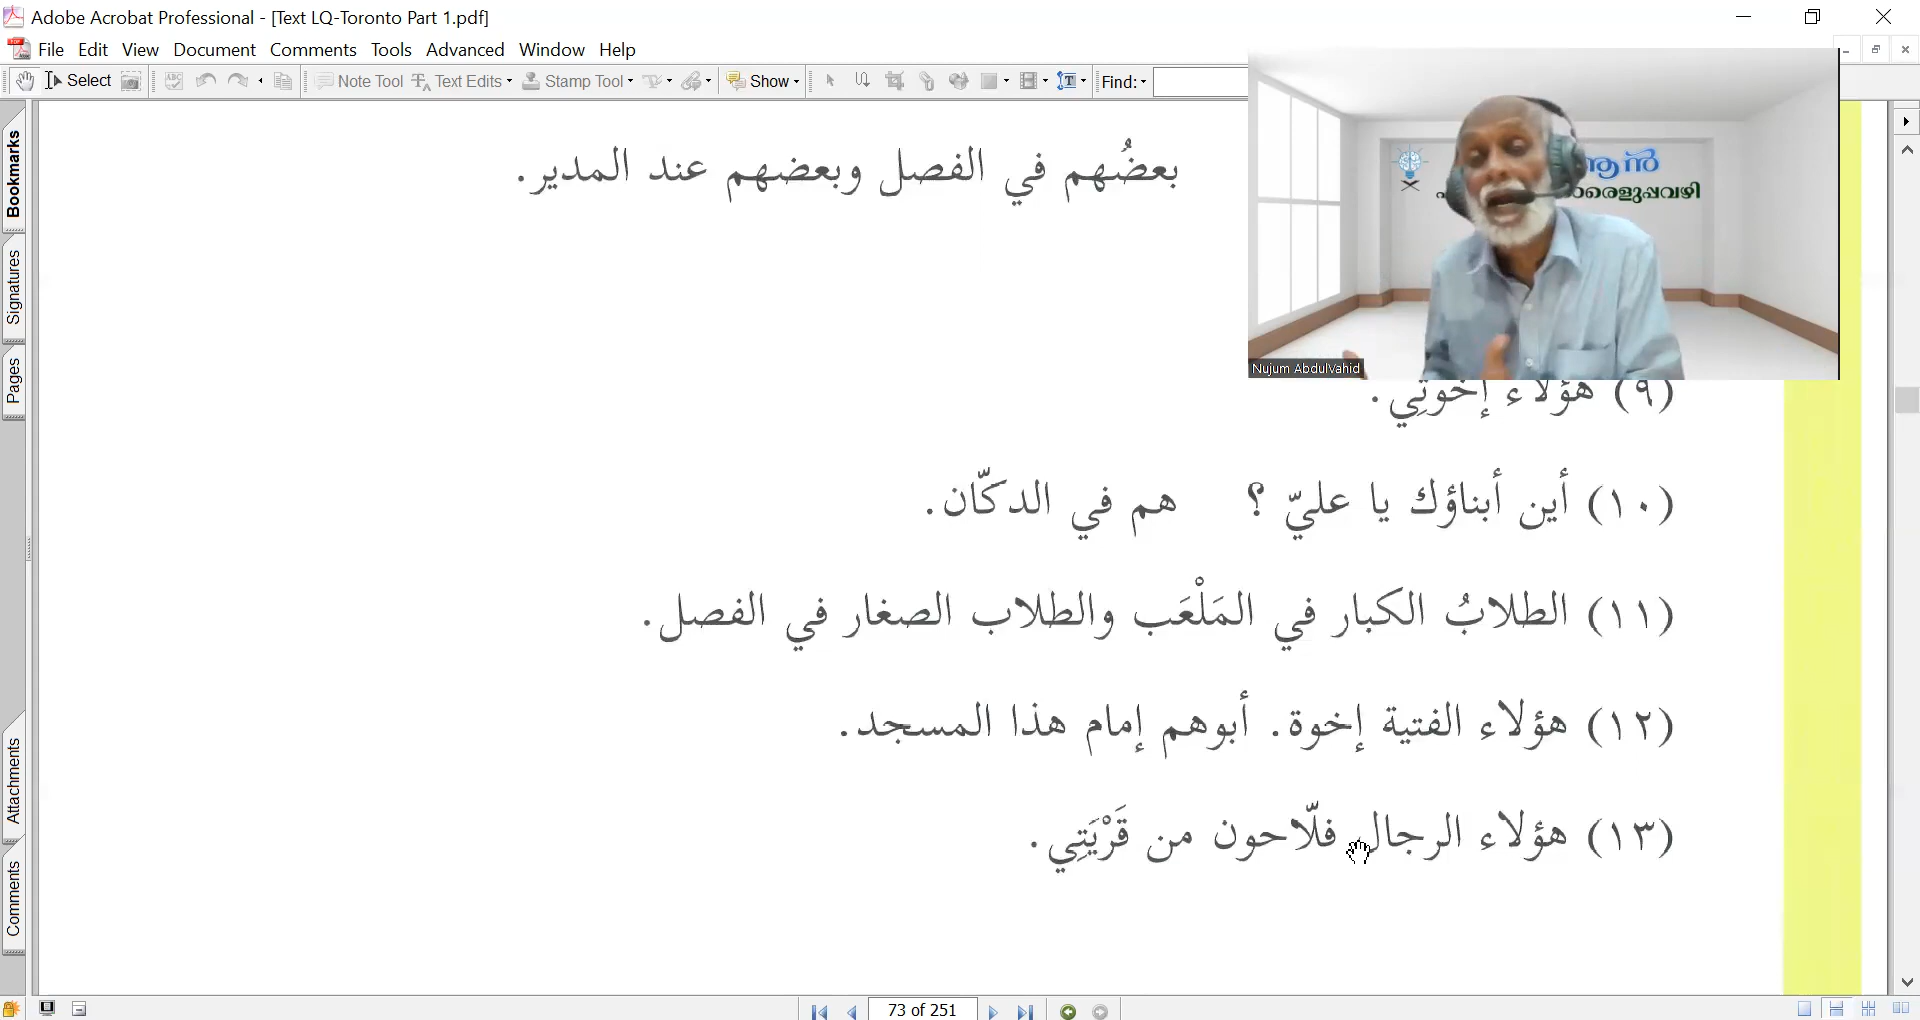 Adobe Acrobat Professional - [Text LQ-Toronto Part 1.pdf]
File Edit View Document Comments Tools Advanced Window Help
Select Note Tool Text Edits Stamp Tool Show Find:
Bookmarks
Signatures
Pages
Attachments
Comments
بعضُهم في الفصل وبعضهم عند المدير.
ആൻ
Nujum AbdulVahid
(٩) هؤلاء إخوتِي.
(١٠) أين أبناؤك يا عليّ ؟ هم في الدكّان.
(١١) الطلابُ الكبار في المَلْعَب والطلاب الصغار في الفصل.
(١٢) هؤلاء الفتية إخوة. أبوهم إمام هذا المسجد.
(١٣) هؤلاء الرجال فلّاحون من قَرْيَتِي.
73 of 251